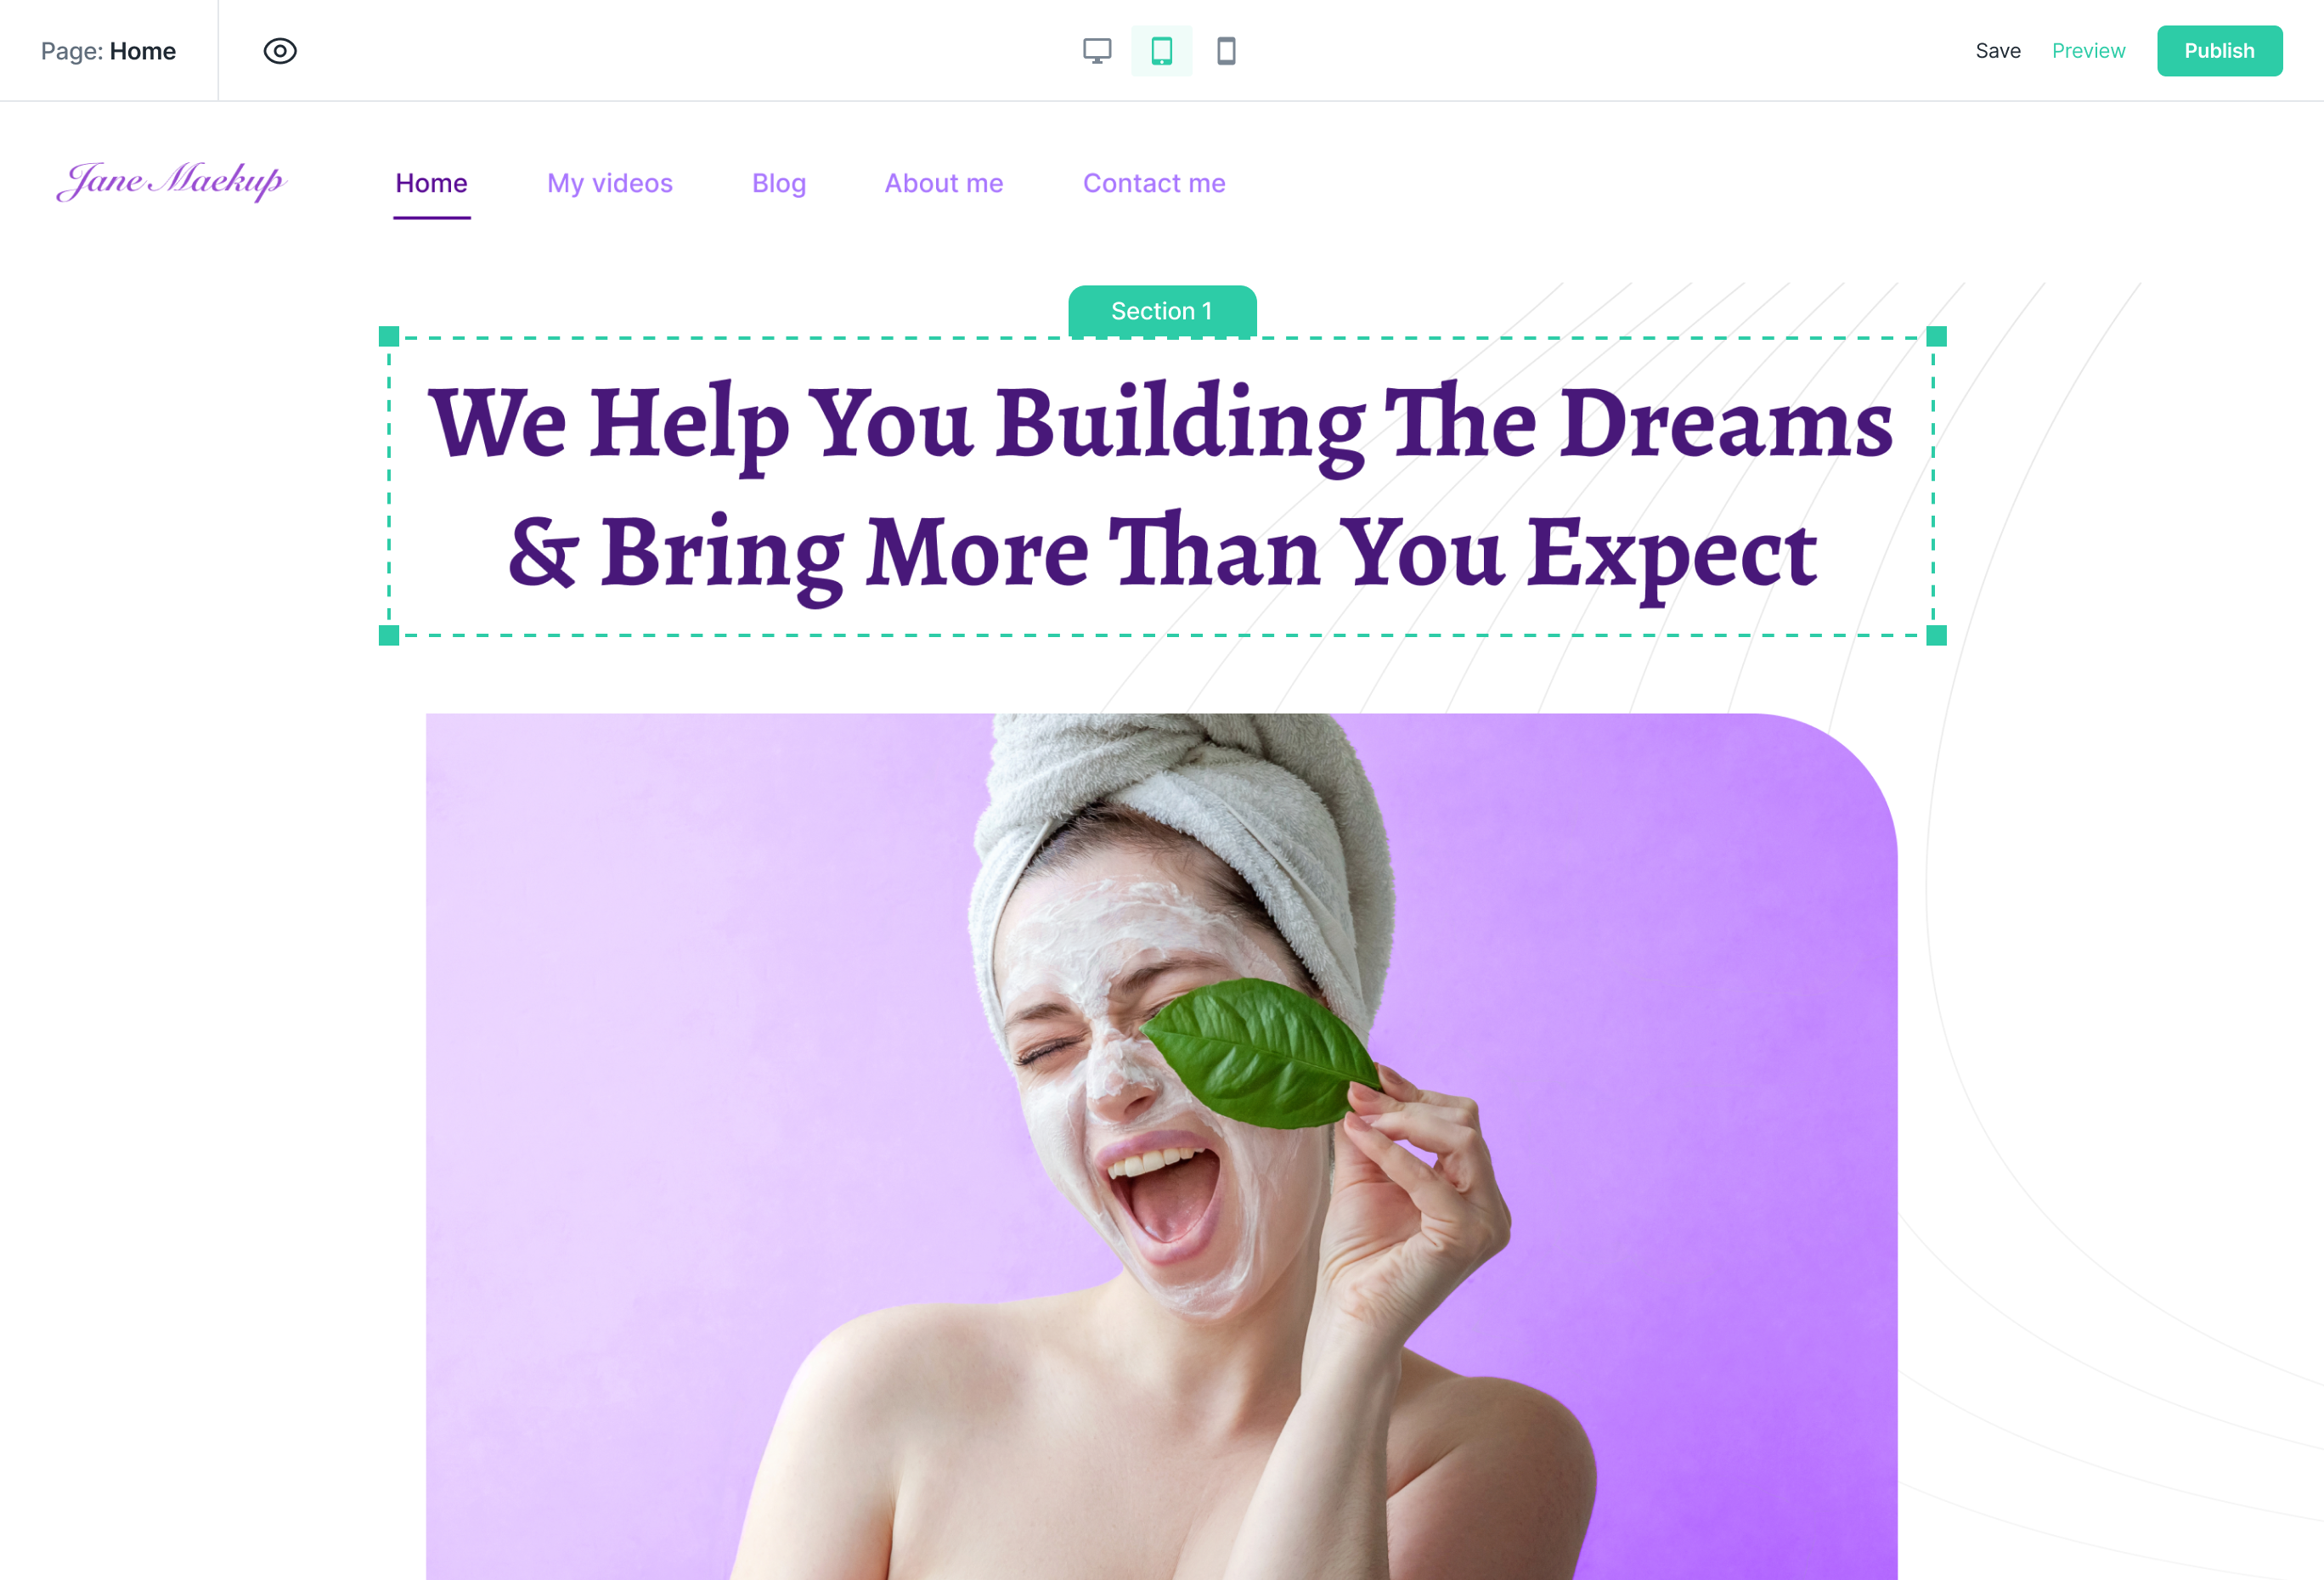 Page: Home
Save Preview Publish
Jane Maekup
Home My videos Blog About me Contact me
Section 1
We Help You Building The Dreams
& Bring More Than You Expect